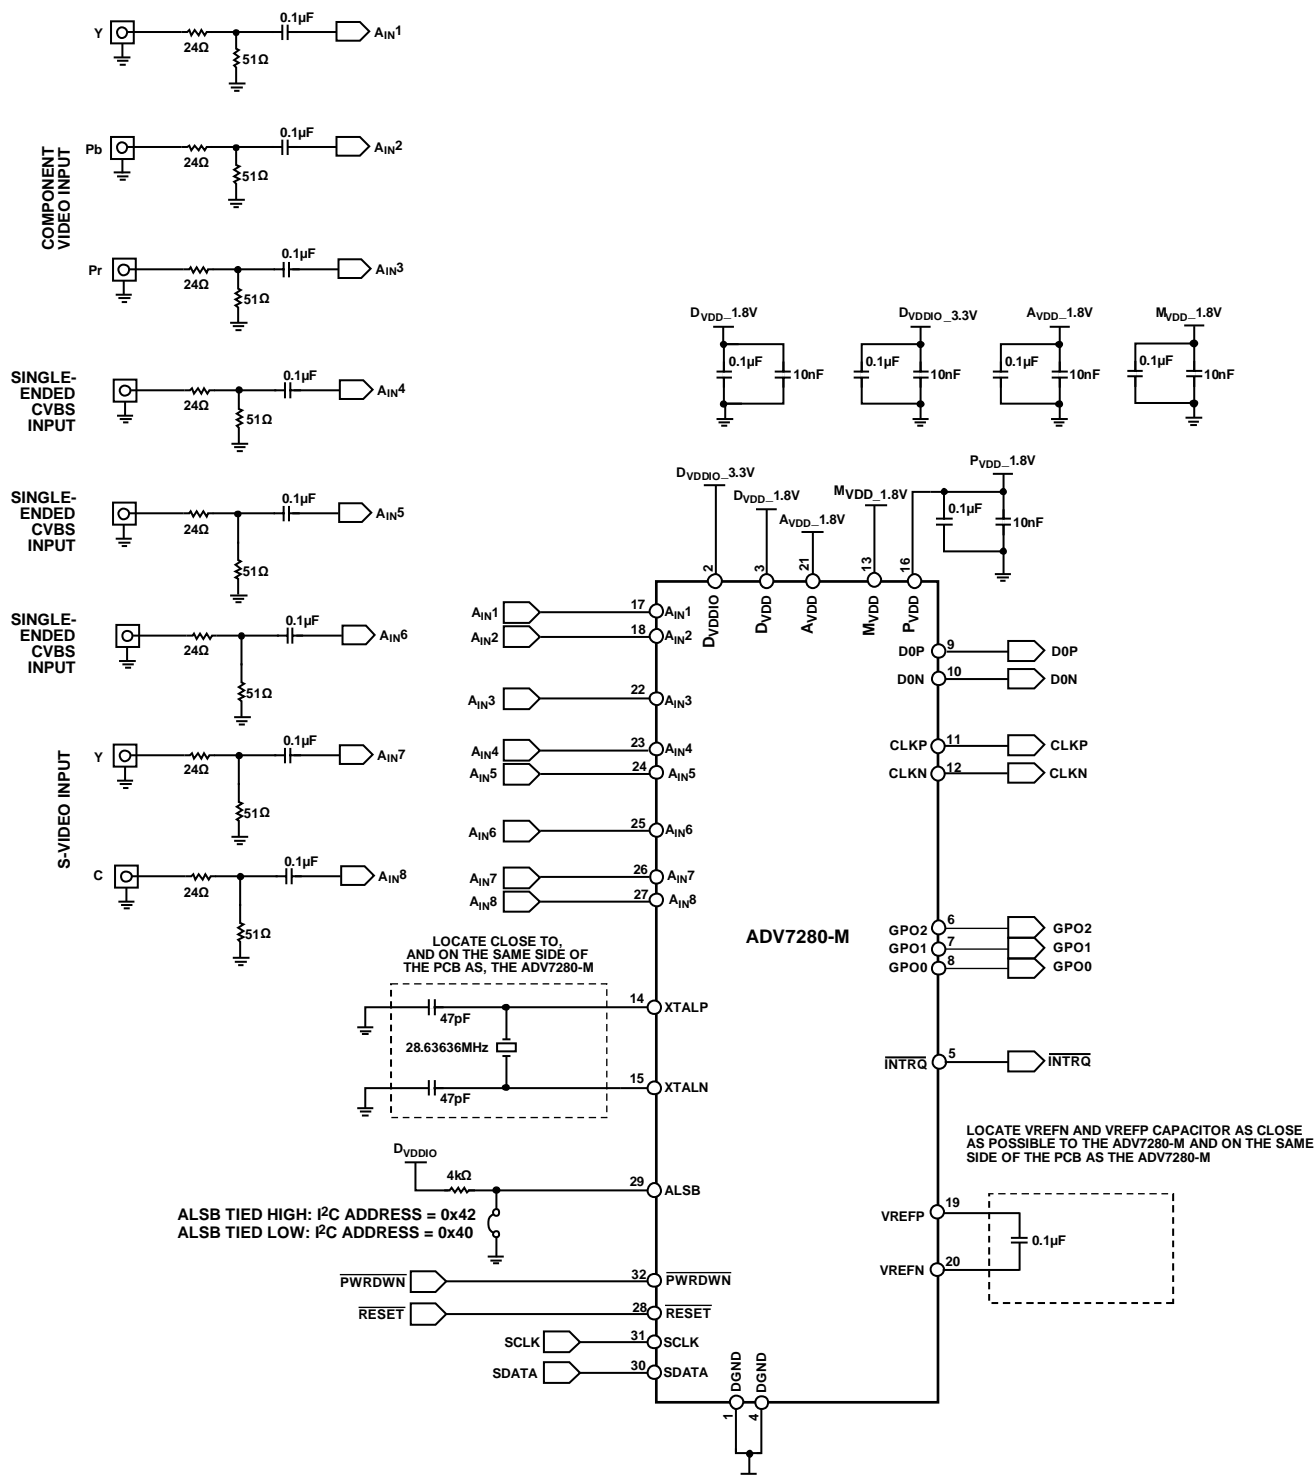 Y
24Ω
51Ω
0.1µF
AIN1
COMPONENT
VIDEO INPUT
Pb
24Ω
51Ω
0.1µF
AIN2
Pr
24Ω
51Ω
0.1µF
AIN3
SINGLE-
ENDED
CVBS
INPUT
24Ω
51Ω
0.1µF
AIN4
SINGLE-
ENDED
CVBS
INPUT
24Ω
51Ω
0.1µF
AIN5
SINGLE-
ENDED
CVBS
INPUT
24Ω
51Ω
0.1µF
AIN6
S-VIDEO INPUT
Y
24Ω
51Ω
0.1µF
AIN7
C
24Ω
51Ω
0.1µF
AIN8
DVDD_1.8V
0.1µF
10nF
DVDDIO_3.3V
0.1µF
10nF
AVDD_1.8V
0.1µF
10nF
MVDD_1.8V
0.1µF
10nF
DVDDIO_3.3V
DVDD_1.8V
AVDD_1.8V
MVDD_1.8V
PVDD_1.8V
0.1µF
10nF
2
3
21
13
16
DVDDIO
DVDD
AVDD
MVDD
PVDD
AIN1 17 AIN1
AIN2 18 AIN2
AIN3 22 AIN3
AIN4 23 AIN4
AIN5 24 AIN5
AIN6 25 AIN6
AIN7 26 AIN7
AIN8 27 AIN8
D0P 9 D0P
D0N 10 D0N
CLKP 11 CLKP
CLKN 12 CLKN
ADV7280-M
GPO2 6 GPO2
GPO1 7 GPO1
GPO0 8 GPO0
INTRQ 5 INTRQ
LOCATE CLOSE TO,
AND ON THE SAME SIDE OF
THE PCB AS, THE ADV7280-M
47pF
28.63636MHz
47pF
14 XTALP
15 XTALN
LOCATE VREFN AND VREFP CAPACITOR AS CLOSE
AS POSSIBLE TO THE ADV7280-M AND ON THE SAME
SIDE OF THE PCB AS THE ADV7280-M
VREFP 19
0.1µF
VREFN 20
DVDDIO
4kΩ
29 ALSB
ALSB TIED HIGH: I2C ADDRESS = 0x42
ALSB TIED LOW: I2C ADDRESS = 0x40
PWRDWN 32 PWRDWN
RESET 28 RESET
SCLK 31 SCLK
SDATA 30 SDATA
DGND
DGND
1
4